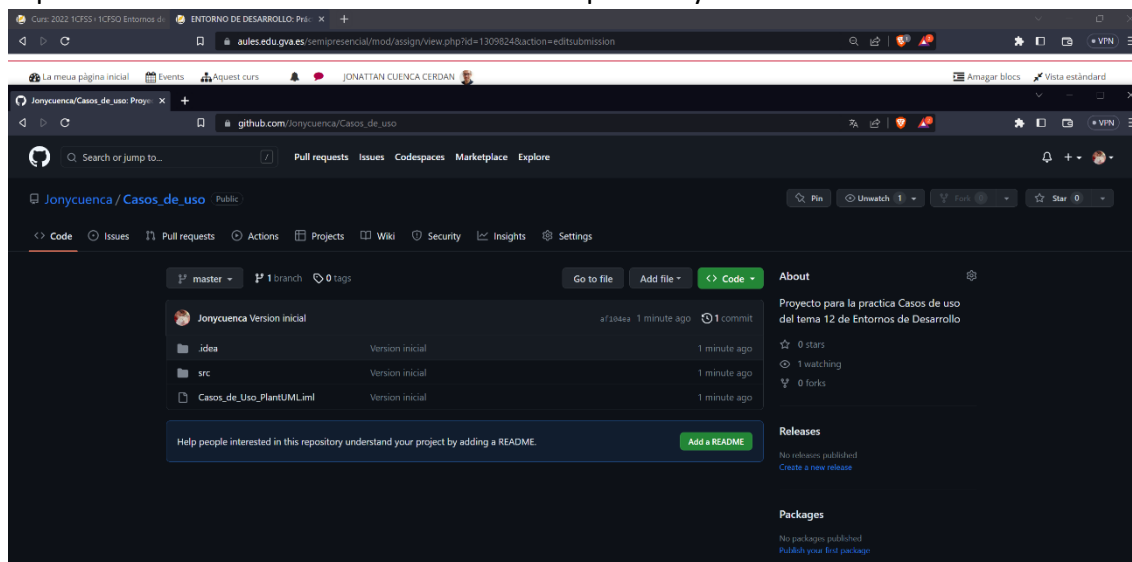 Curs: 2022 1CFSS-1CFSQ Entornos de
ENTORNO DE DESARROLLO: Prác
aules.edu.gva.es/semipresencial/mod/assign/view.php?id=1309824&action=editsubmission
VPN
La meua pàgina inicial Events Aquest curs JONATTAN CUENCA CERDAN Amagar blocs Vista estàndard
Jonycuenca/Casos_de_uso: Proye
github.com/Jonycuenca/Casos_de_uso
VPN
Search or jump to... / Pull requests Issues Codespaces Marketplace Explore
Jonycuenca / Casos_de_uso Public Pin Unwatch 1 Fork 0 Star 0
Code Issues Pull requests Actions Projects Wiki Security Insights Settings
master 1 branch 0 tags Go to file Add file Code About
Proyecto para la practica Casos de uso
del tema 12 de Entornos de Desarrollo
Jonycuenca Version inicial af104ea 1 minute ago 1 commit
.idea Version inicial 1 minute ago
src Version inicial 1 minute ago
Casos_de_Uso_PlantUML.iml Version inicial 1 minute ago
0 stars
1 watching
0 forks
Help people interested in this repository understand your project by adding a README. Add a README
Releases
No releases published
Create a new release
Packages
No packages published
Publish your first package